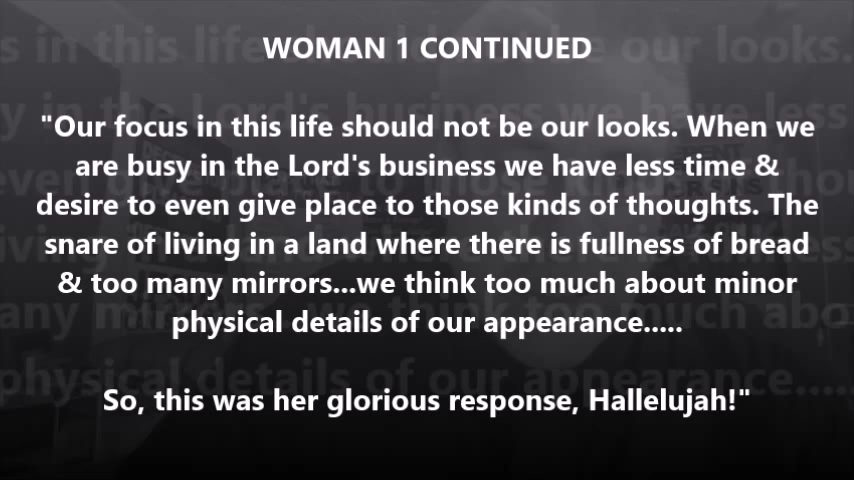 WOMAN 1 CONTINUED
"Our focus in this life should not be our looks. When we
are busy in the Lord's business we have less time &
desire to even give place to those kinds of thoughts. The
snare of living in a land where there is fullness of bread
& too many mirrors...we think too much about minor
physical details of our appearance.....
So, this was her glorious response, Hallelujah!"